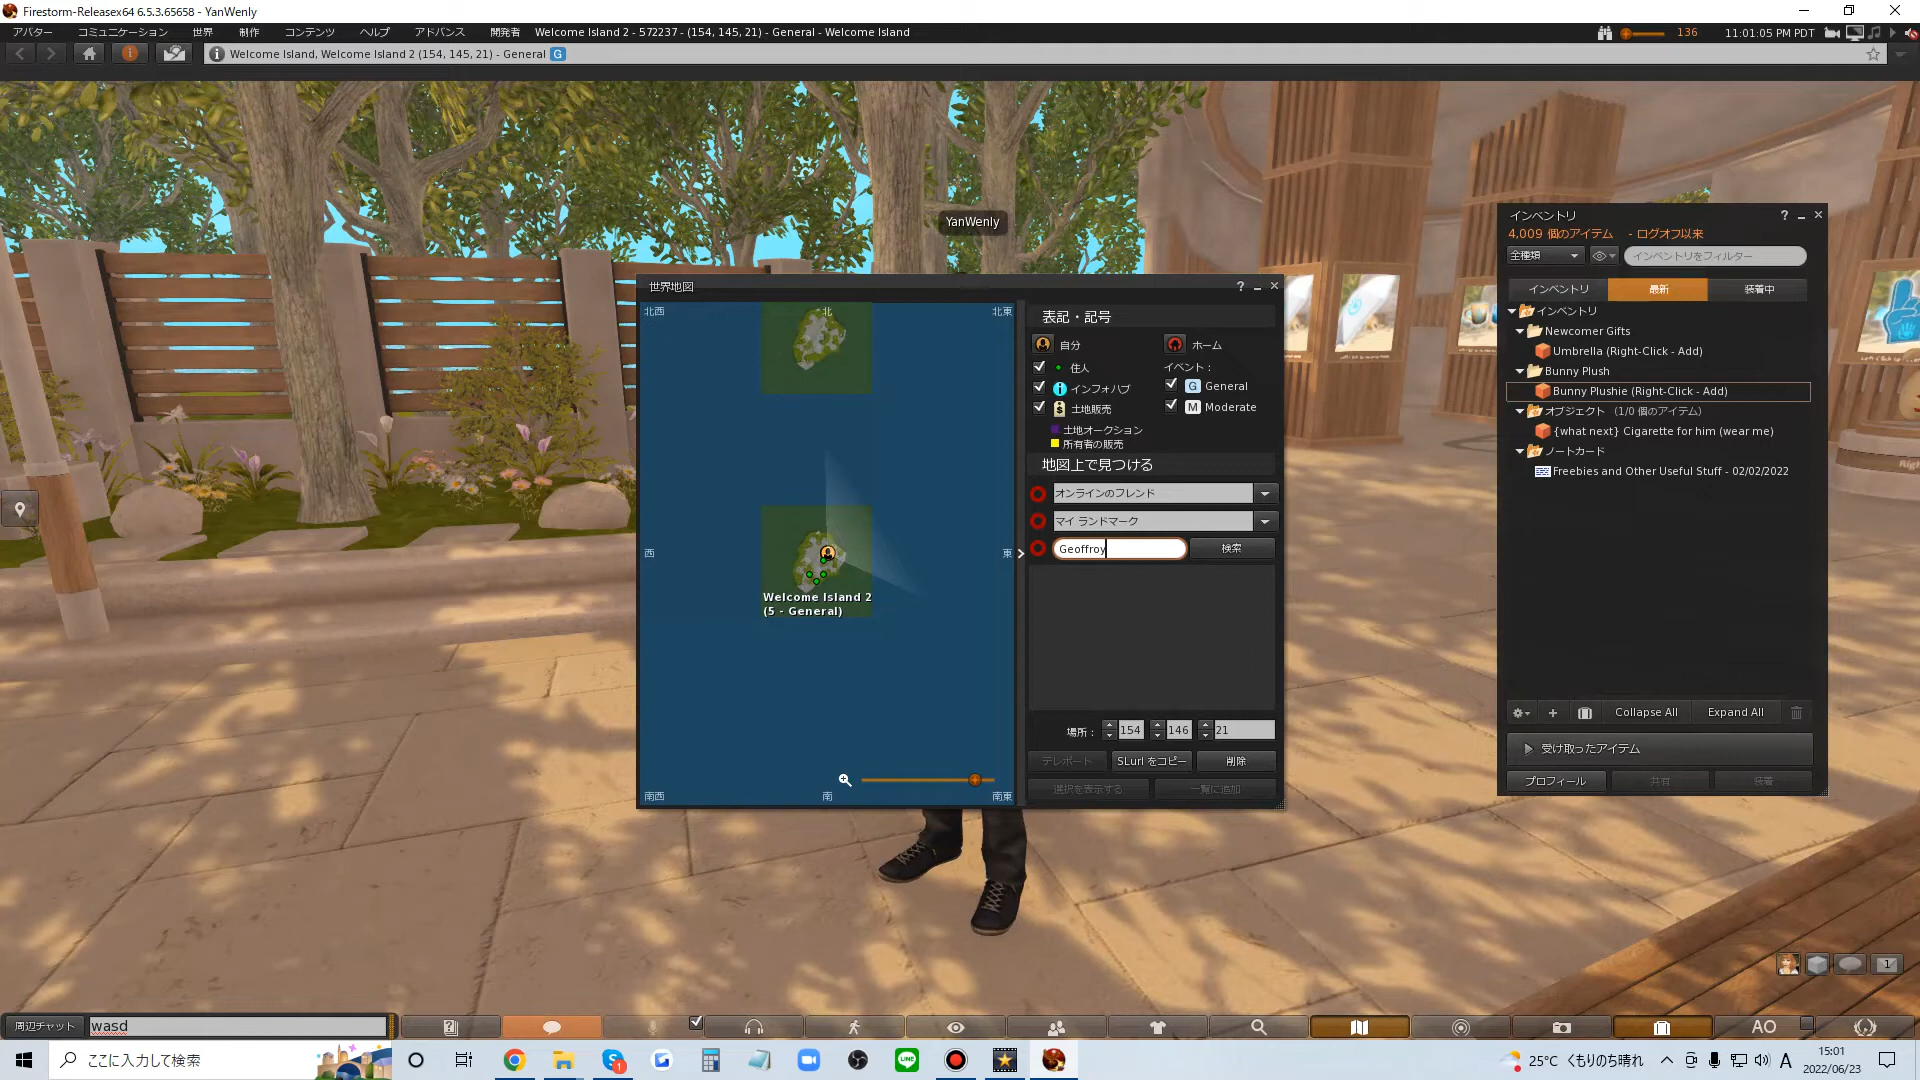 Firestorm-Releasex64 6.5.3.65658 - YanWenly
アバター コミュニケーション 世界 制作 コンテンツ ヘルプ アドバンス 開発者 Welcome Island 2 - 572237 - (154, 145, 21) - General - Welcome Island 136 11:01:05 PM PDT
Welcome Island, Welcome Island 2 (154, 145, 21) - General G
YanWenly
世界地図
北西 北 北東
西 東
Welcome Island 2
(5 - General)
南西 南 南東
表記・記号
自分 ホーム
住人 イベント：
インフォハブ G General
土地販売 M Moderate
土地オークション
所有者の販売
地図上で見つける
オンラインのフレンド
マイ ランドマーク
Geoffroy 検索
場所： 154 146 21
テレポート SLurl をコピー 削除
選択を表示する 一覧に追加
インベントリ
4,009 個のアイテム - ログオフ以来
全種類 インベントリをフィルター
インベントリ 最新 装着中
インベントリ
Newcomer Gifts
Umbrella (Right-Click - Add)
Bunny Plush
Bunny Plushie (Right-Click - Add)
オブジェクト (1/0 個のアイテム)
{what next} Cigarette for him (wear me)
ノートカード
Freebies and Other Useful Stuff - 02/02/2022
Collapse All Expand All
受け取ったアイテム
プロフィール 共有 装着
1
周辺チャット wasd AO
ここに入力して検索 1 25°C くもりのち晴れ A 15:01
2022/06/23